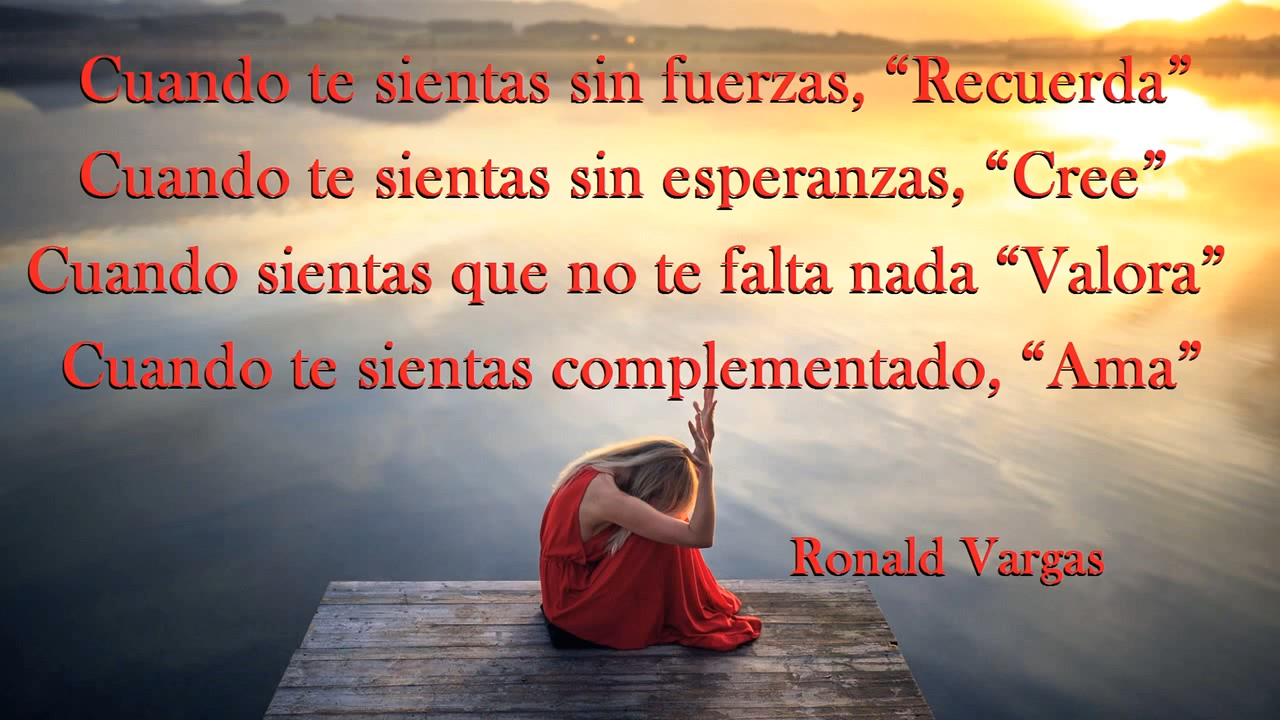 Cuando te sientas sin fuerzas, “Recuerda”
Cuando te sientas sin esperanzas, “Cree”
Cuando sientas que no te falta nada “Valora”
Cuando te sientas complementado, “Ama”
Ronald Vargas